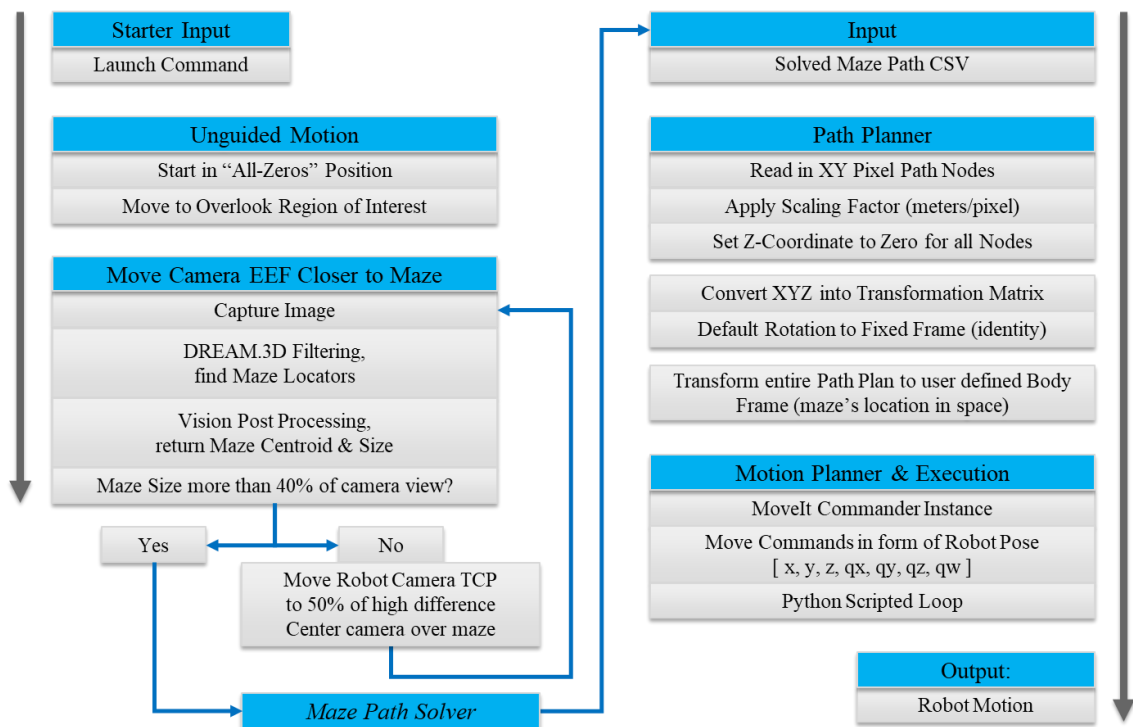 Starter Input
Launch Command
Unguided Motion
Start in “All-Zeros” Position
Move to Overlook Region of Interest
Move Camera EEF Closer to Maze
Capture Image
DREAM.3D Filtering,
find Maze Locators
Vision Post Processing,
return Maze Centroid & Size
Maze Size more than 40% of camera view?
Yes
No
Move Robot Camera TCP
to 50% of high difference
Center camera over maze
Maze Path Solver
Input
Solved Maze Path CSV
Path Planner
Read in XY Pixel Path Nodes
Apply Scaling Factor (meters/pixel)
Set Z-Coordinate to Zero for all Nodes
Convert XYZ into Transformation Matrix
Default Rotation to Fixed Frame (identity)
Transform entire Path Plan to user defined Body
Frame (maze’s location in space)
Motion Planner & Execution
MoveIt Commander Instance
Move Commands in form of Robot Pose
[ x, y, z, qx, qy, qz, qw ]
Python Scripted Loop
Output:
Robot Motion